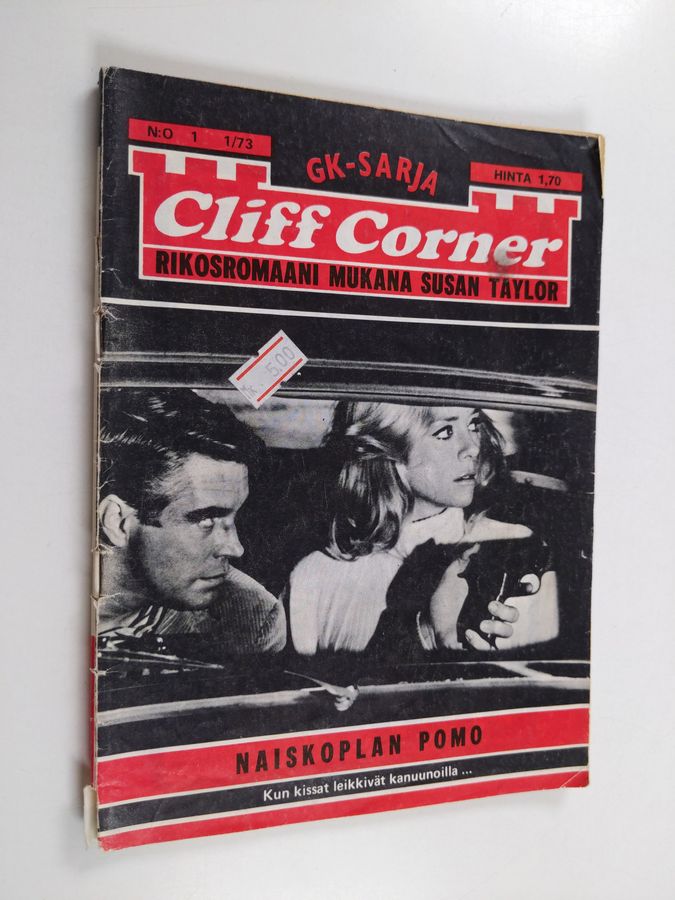 N:O 1 1/73
GK-SARJA
HINTA 1,70
Cliff Corner
RIKOSROMAANI MUKANA SUSAN TAYLOR
5,00
NAISKOPLAN POMO
Kun kissat leikkivät kanuunoilla ...